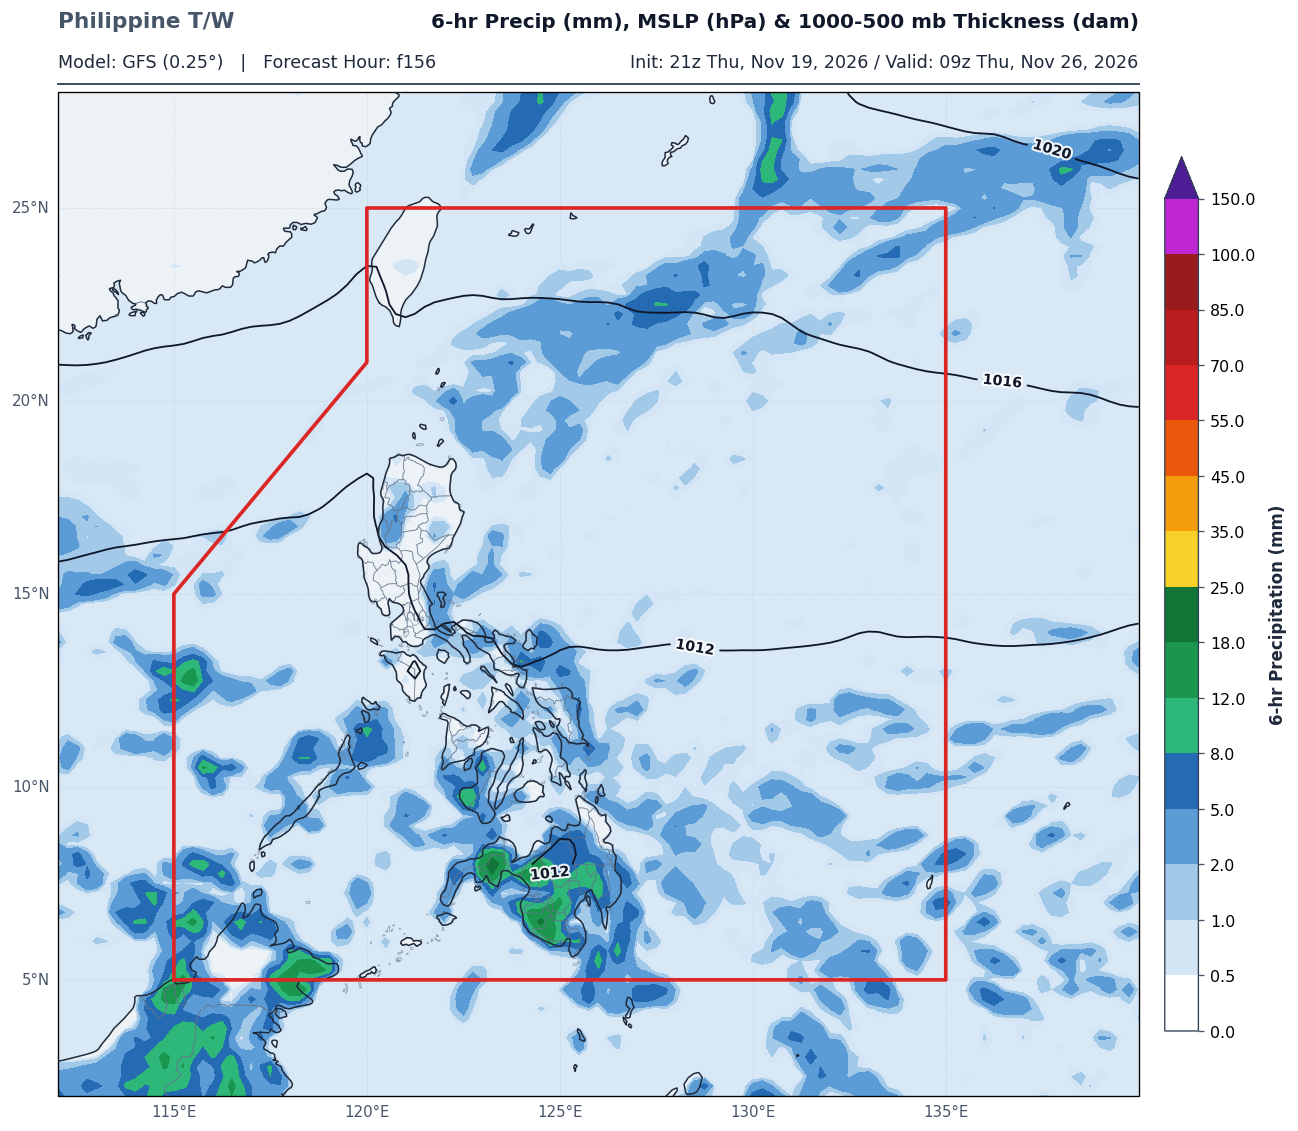 Philippine T/W
6-hr Precip (mm), MSLP (hPa) & 1000-500 mb Thickness (dam)
Model: GFS (0.25°) | Forecast Hour: f156
Init: 21z Thu, Nov 19, 2026 / Valid: 09z Thu, Nov 26, 2026
1020
1016
1012
1012
25°N
20°N
15°N
10°N
5°N
115°E
120°E
125°E
130°E
135°E
150.0
100.0
85.0
70.0
55.0
45.0
35.0
25.0
18.0
12.0
8.0
5.0
2.0
1.0
0.5
0.0
6-hr Precipitation (mm)